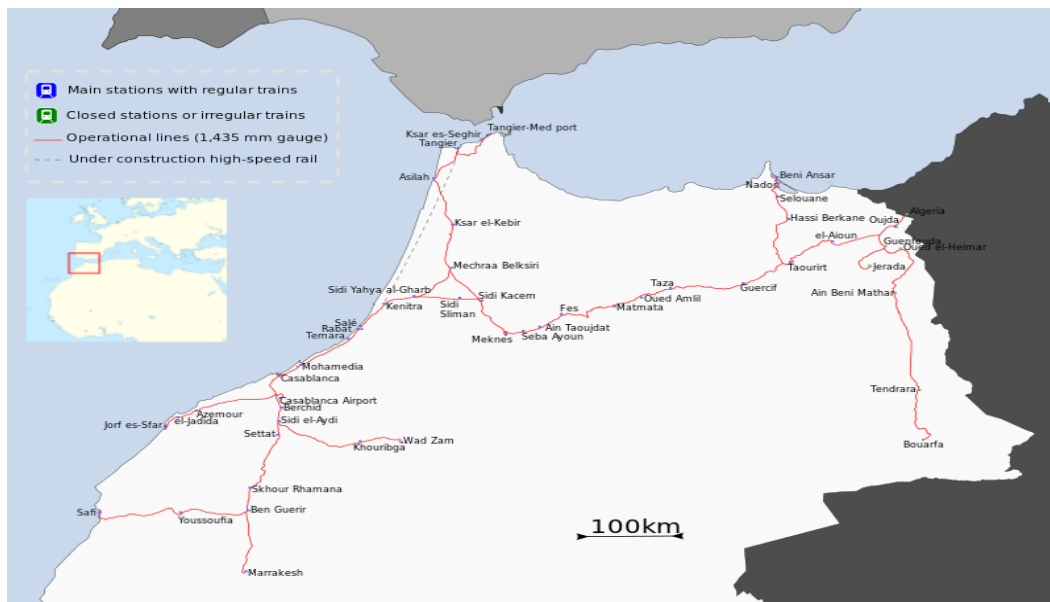 Main stations with regular trains
Closed stations or irregular trains
Operational lines (1,435 mm gauge)
Under construction high-speed rail
Tangier-Med port
Ksar es-Seghir
Tangier
Asilah
Beni Ansar
Nador
Selouane
Hassi Berkane
Algeria
Oujda
el-Aioun
Guenfouda
Oued el-Heimar
Ksar el-Kebir
Mechraa Belksiri
Taourirt
Jerada
Sidi Yahya al-Gharb
Kenitra
Sidi
Sliman
Sidi Kacem
Taza
Oued Amlil
Guercif
Ain Beni Mathar
Matmata
Fes
Ain Taoujdat
Seba Ayoun
Meknes
Salé
Rabat
Temara
Mohamedia
Casablanca
Tendrara
Casablanca Airport
Berchid
Azemour
el-Jadida
Jorf es-Sfar
Sidi el-Aydi
Settat
Wad Zam
Khouribga
Bouarfa
Skhour Rhamana
Safi
Youssoufia
Ben Guerir
100km
Marrakesh